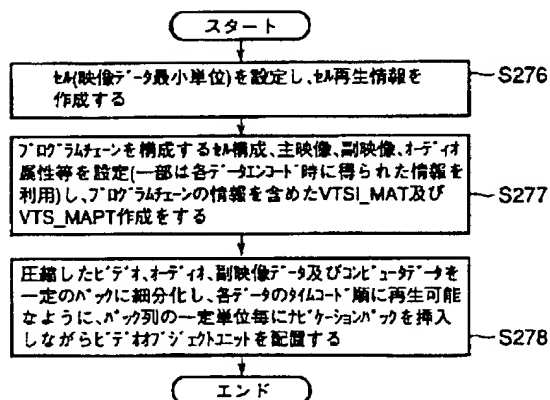 スタート
セル(映像データ最小単位)を設定し、セル再生情報を
作成する
S276
プログラムチェーンを構成するセル構成、主映像、副映像、オーディオ
属性等を設定(一部は各データエンコード時に得られた情報を
利用)し、プログラムチェーンの情報を含めたVTSI_MAT及び
VTS_MAPT作成をする
S277
圧縮したビデオ、オーディオ、副映像データ及びコンピュータデータを
一定のパックに細分化し、各データのタイムコード順に再生可能
なように、パック列の一定単位毎にナビゲーションパックを挿入
しながらビデオオブジェクトユニットを配置する
S278
エンド